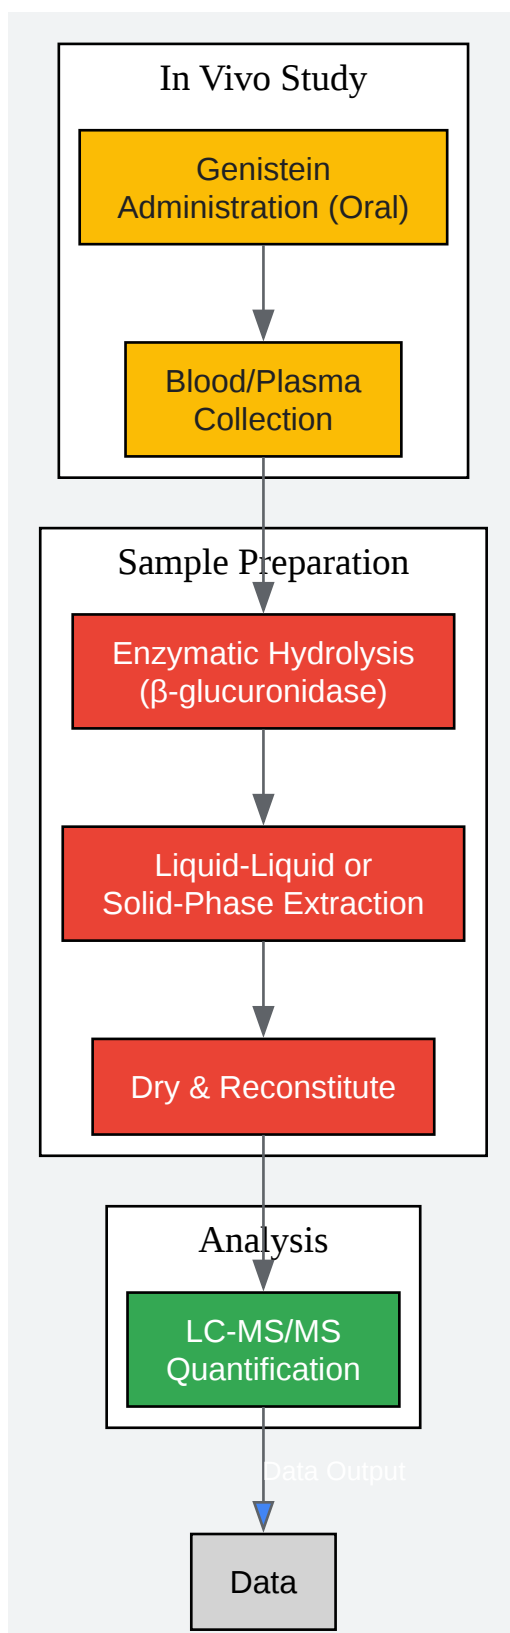 In Vivo Study
Genistein
Administration (Oral)
Blood/Plasma
Collection
Sample Preparation
Enzymatic Hydrolysis
(β-glucuronidase)
Liquid-Liquid or
Solid-Phase Extraction
Dry & Reconstitute
Analysis
LC-MS/MS
Quantification
Data Output
Data